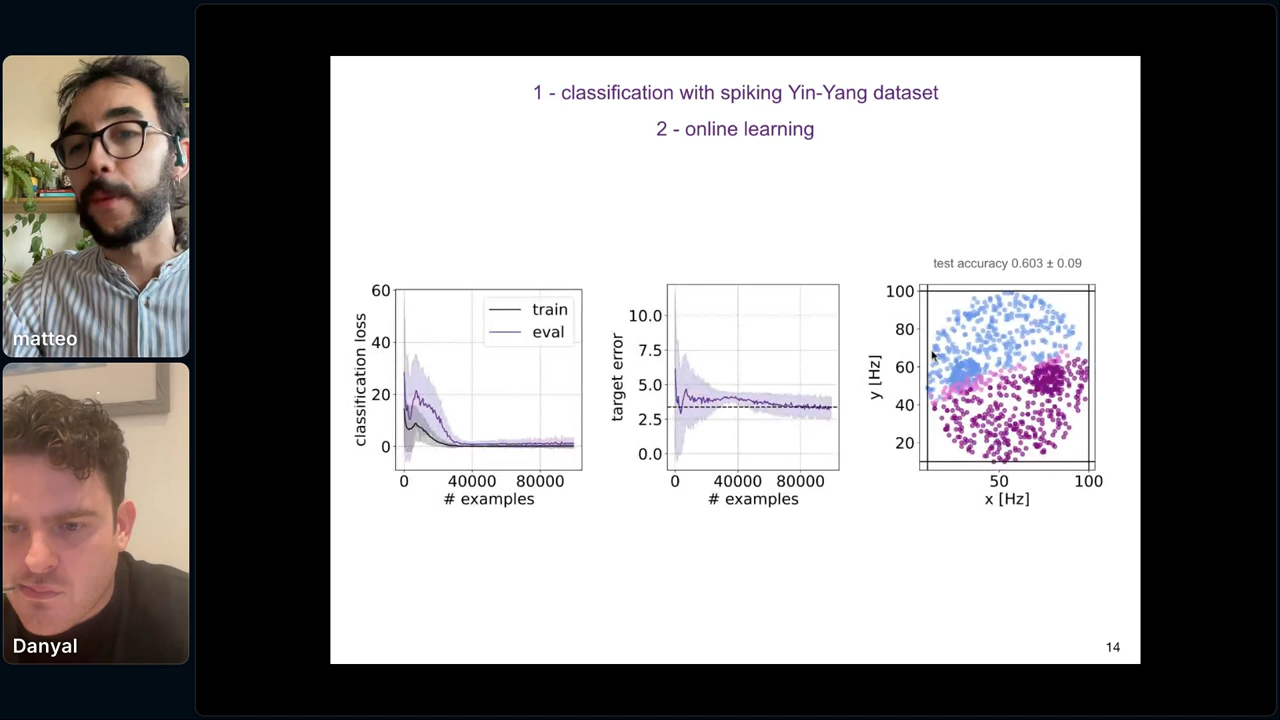 1 - classification with spiking Yin-Yang dataset
2 - online learning
test accuracy 0.603 ± 0.09
60
40
20
0
classification loss
train
eval
0
40000
80000
# examples
10.0
7.5
5.0
2.5
0.0
target error
0
40000
80000
# examples
100
80
60
40
20
y [Hz]
50
100
x [Hz]
14
matteo
Danyal